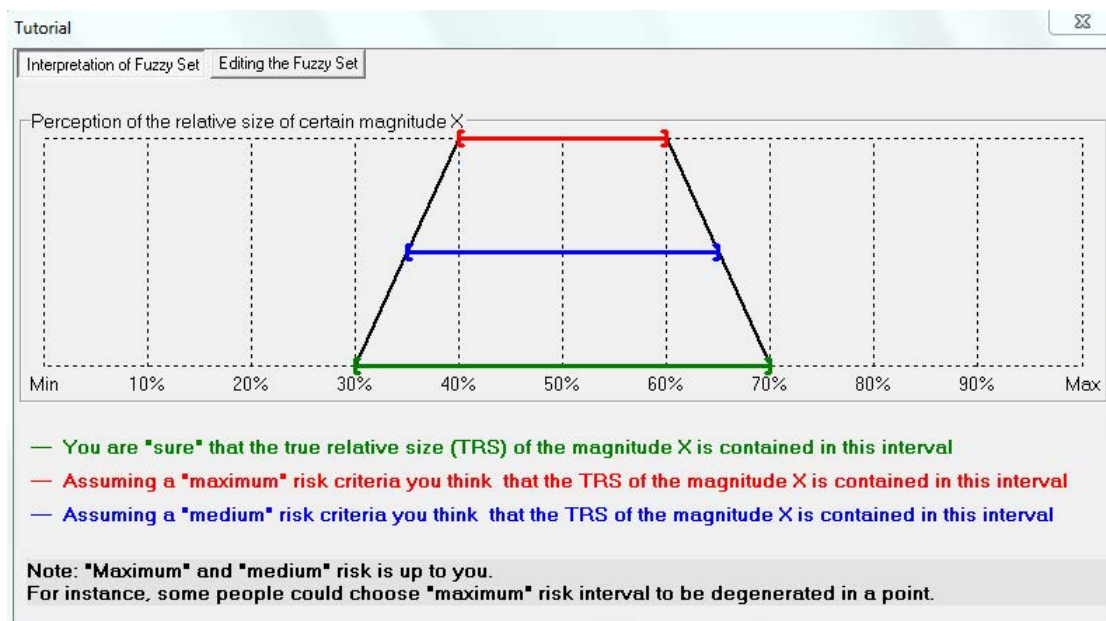 Tutorial
Interpretation of Fuzzy Set Editing the Fuzzy Set
Perception of the relative size of certain magnitude X
Min 10% 20% 30% 40% 50% 60% 70% 80% 90% Max
— You are "sure" that the true relative size (TRS) of the magnitude X is contained in this interval
— Assuming a "maximum" risk criteria you think that the TRS of the magnitude X is contained in this interval
— Assuming a "medium" risk criteria you think that the TRS of the magnitude X is contained in this interval
Note: "Maximum" and "medium" risk is up to you.
For instance, some people could choose "maximum" risk interval to be degenerated in a point.